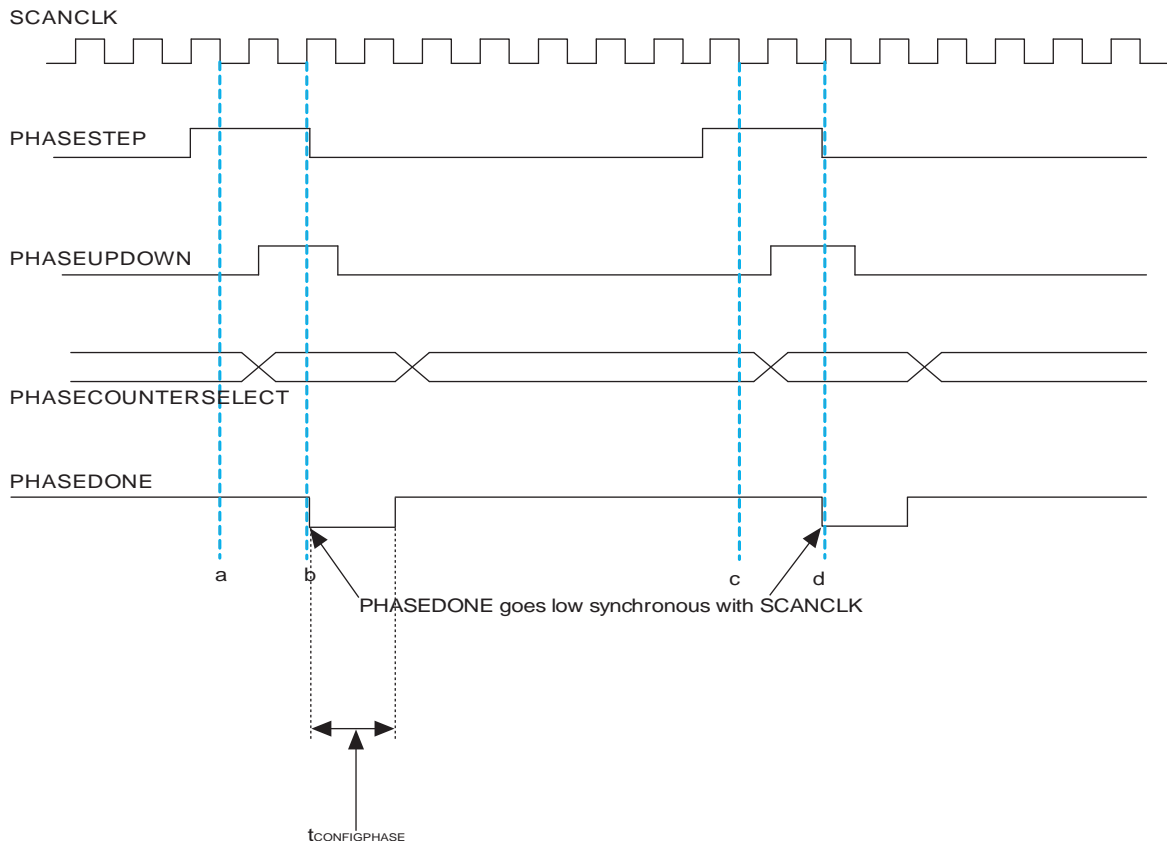 SCANCLK
PHASESTEP
PHASEUPDOWN
PHASECOUNTERSELECT
PHASEDONE
a
b
c
d
PHASEDONE goes low synchronous with SCANCLK
tCONFIGPHASE